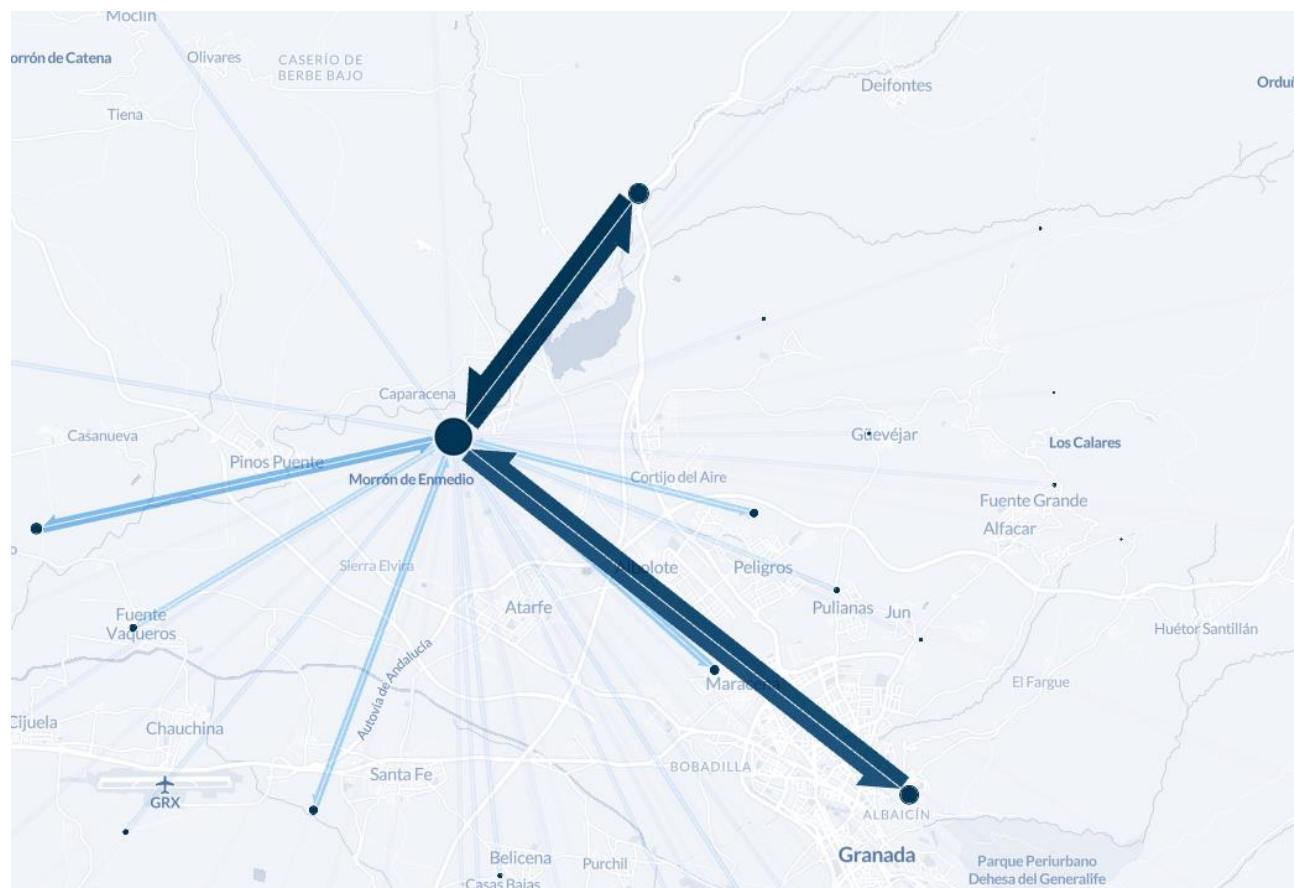 Moclín
orrón de Catena
Olivares
CASERÍO DE
BERBE BAJO
Deifontes
Tiena
Caparacena
Casanueva
Pinos Puente
Morrón de Enmedio
Cortijo del Aire
Güevéjar
Los Calares
Fuente Grande
Alfacar
Sierra Elvira
Albolote
Peligros
Fuente
Vaqueros
Atarfe
Pulianas
Jun
Huétor Santillán
Autovía de Andalucía
Maracena
El Fargue
Cijuela
Chauchina
GRX
Santa Fe
BOBADILLA
ALBAICÍN
Belicena
Purchil
Granada
Casas Bajas
Parque Periurbano
Dehesa del Generalife